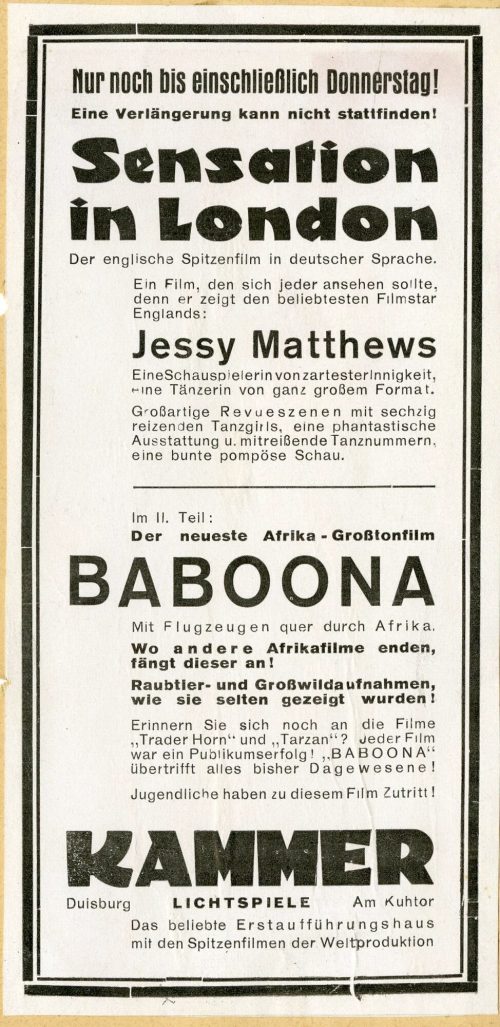 Nur noch bis einschließlich Donnerstag!
Eine Verlängerung kann nicht stattfinden!
Sensation
in London
Der englische Spitzenfilm in deutscher Sprache.
Ein Film, den sich jeder ansehen sollte,
denn er zeigt den beliebtesten Filmstar
Englands:
Jessy Matthews
Eine Schauspielerin von zartester Innigkeit,
eine Tänzerin von ganz großem Format.
Großartige Revueszenen mit sechzig
reizenden Tanzgirls, eine phantastische
Ausstattung u. mitreißende Tanznummern,
eine bunte pompöse Schau.
Im II. Teil:
Der neueste Afrika-Großtonfilm
BABOONA
Mit Flugzeugen quer durch Afrika.
Wo andere Afrikafilme enden,
fängt dieser an!
Raubtier- und Großwildaufnahmen,
wie sie selten gezeigt wurden!
Erinnern Sie sich noch an die Filme
„Trader Horn“ und „Tarzan“? Jeder Film
war ein Publikumserfolg! „BABOONA“
übertrifft alles bisher Dagewesene!
Jugendliche haben zu diesem Film Zutritt!
KAMMER
Duisburg LICHTSPIELE Am Kuhtor
Das beliebte Erstaufführungshaus
mit den Spitzenfilmen der Weltproduktion